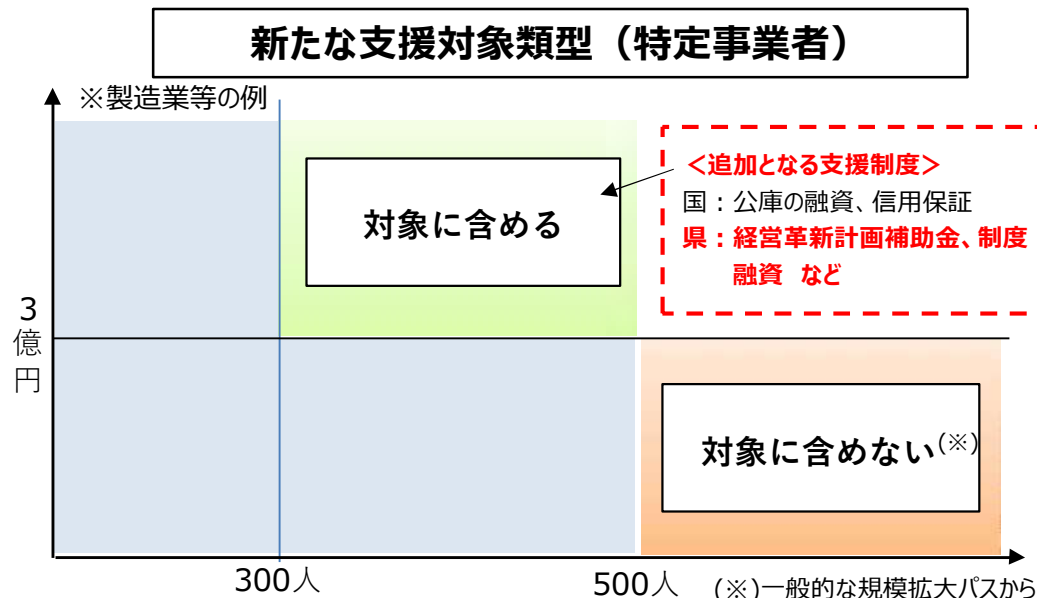 新たな支援対象類型（特定事業者）
※製造業等の例
＜追加となる支援制度＞
国：公庫の融資、信用保証
県：経営革新計画補助金、制度
融資 など
対象に含める
3億円
対象に含めない(※)
300人
500人
(※)一般的な規模拡大パスから